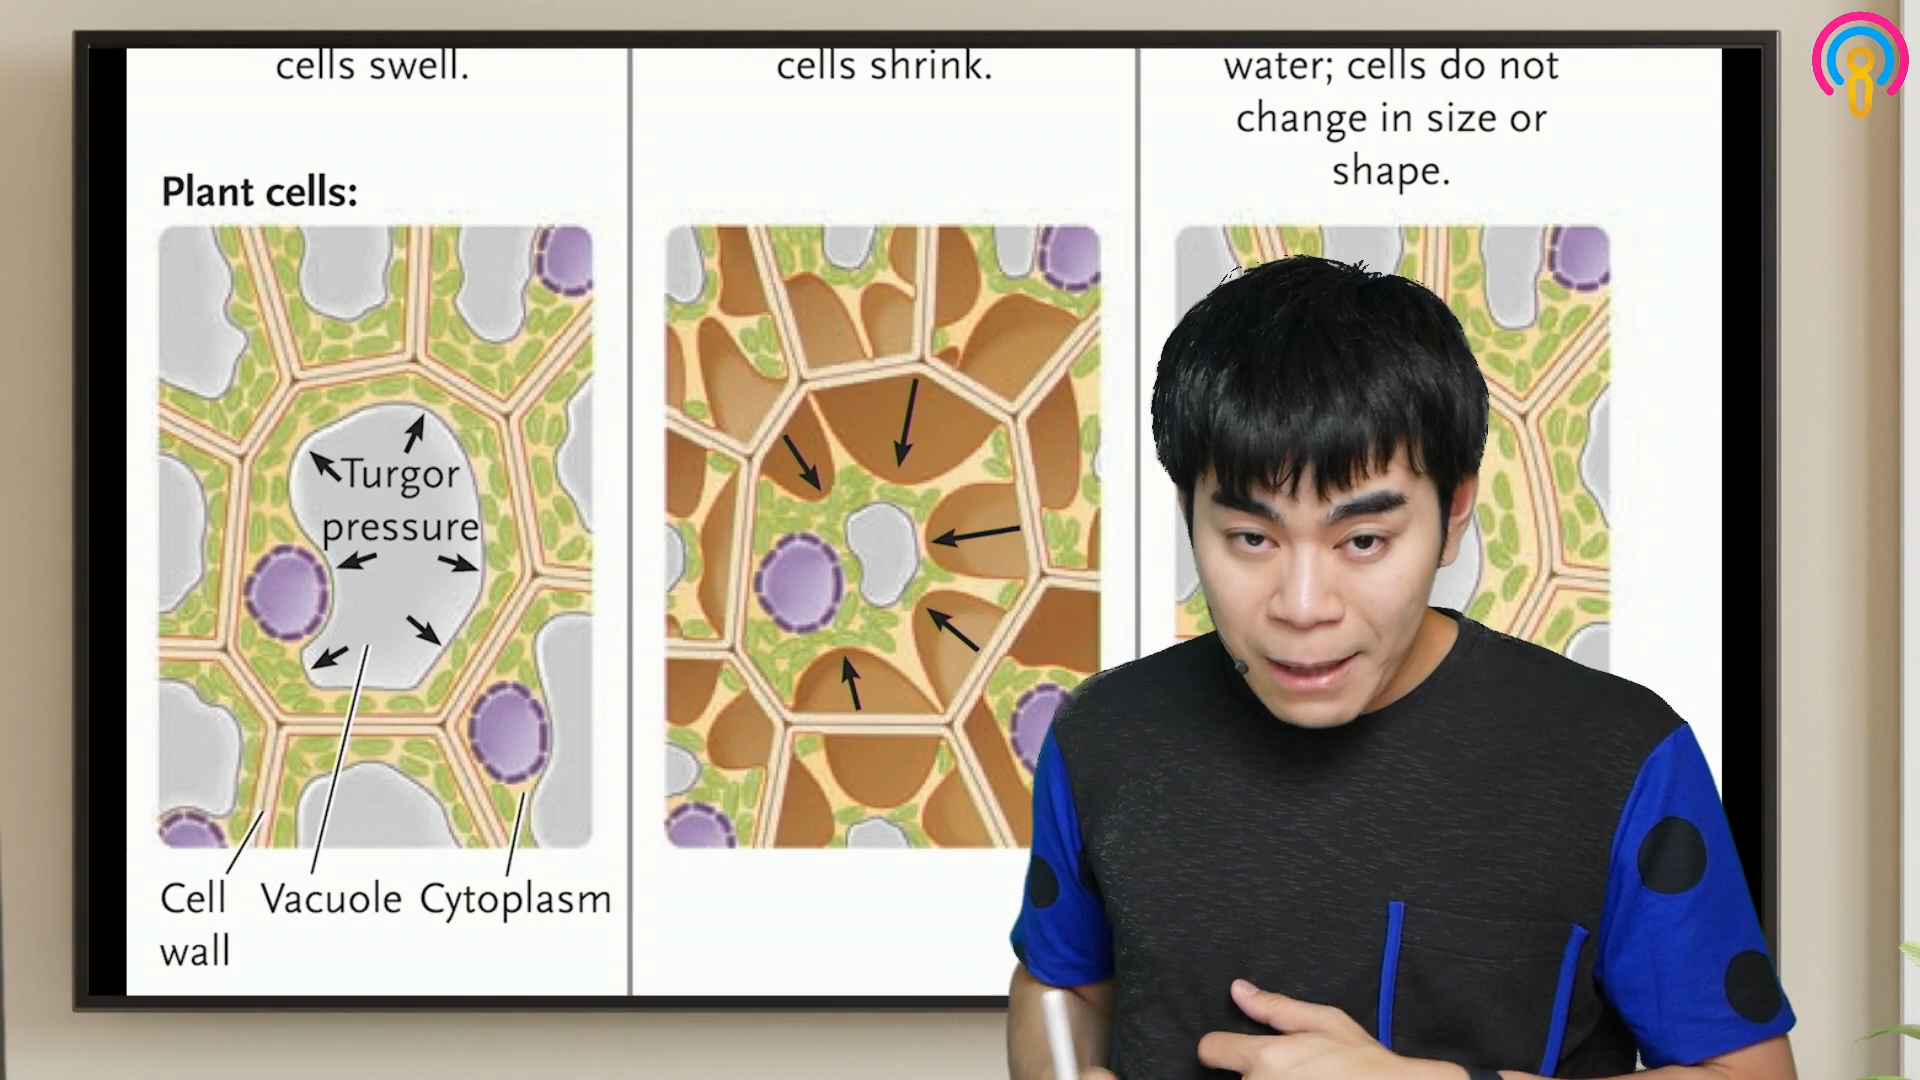 cells swell.
cells shrink.
water; cells do not
change in size or
shape.
Plant cells:
Turgor
pressure
Cell
wall
Vacuole
Cytoplasm